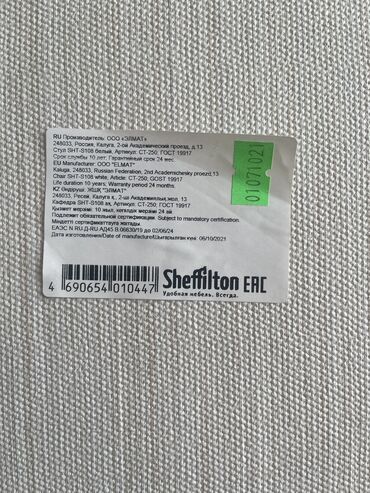 RU Производитель: ООО «ЭЛМАТ»
248033, Россия, Калуга, 2-ой Академический проезд, д.13
Стул SHT-S108 белый, Артикул: СТ-250; ГОСТ 19917
Срок службы 10 лет; Гарантийный срок 24 мес.
EU Manufacturer: OOO "ELMAT"
Kaluga, 248033, Russian Federation, 2nd Academichesky proezd,13
Chair SHT-S108 white, Article: CT-250; GOST 19917
Life duration 10 years; Warranty period 24 months
KZ Өндіруші: ЖШҚ "ЭЛМАТ"
248033, Ресей, Калуга қ., 2-ші Академиялық жол, 13
Кафедра SHT-S108 ақ, Артикул: СТ-250; ГОСТ 19917
Қызмет мерзімі: 10 жыл, кепілдік мерзімі 24 ай
Подлежит обязательной сертификации. Subject to mandatory certification.
Міндетті сертификаттауға жатады
ЕАЭС N RU Д-RU.АД45.В.06630/19 до 02/06/24
Дата изготовления/Date of manufacture/Шығарылған күні: 06/10/2021
4 690654 010447
Sheffilton EAC
Удобная мебель. Всегда.
01071021